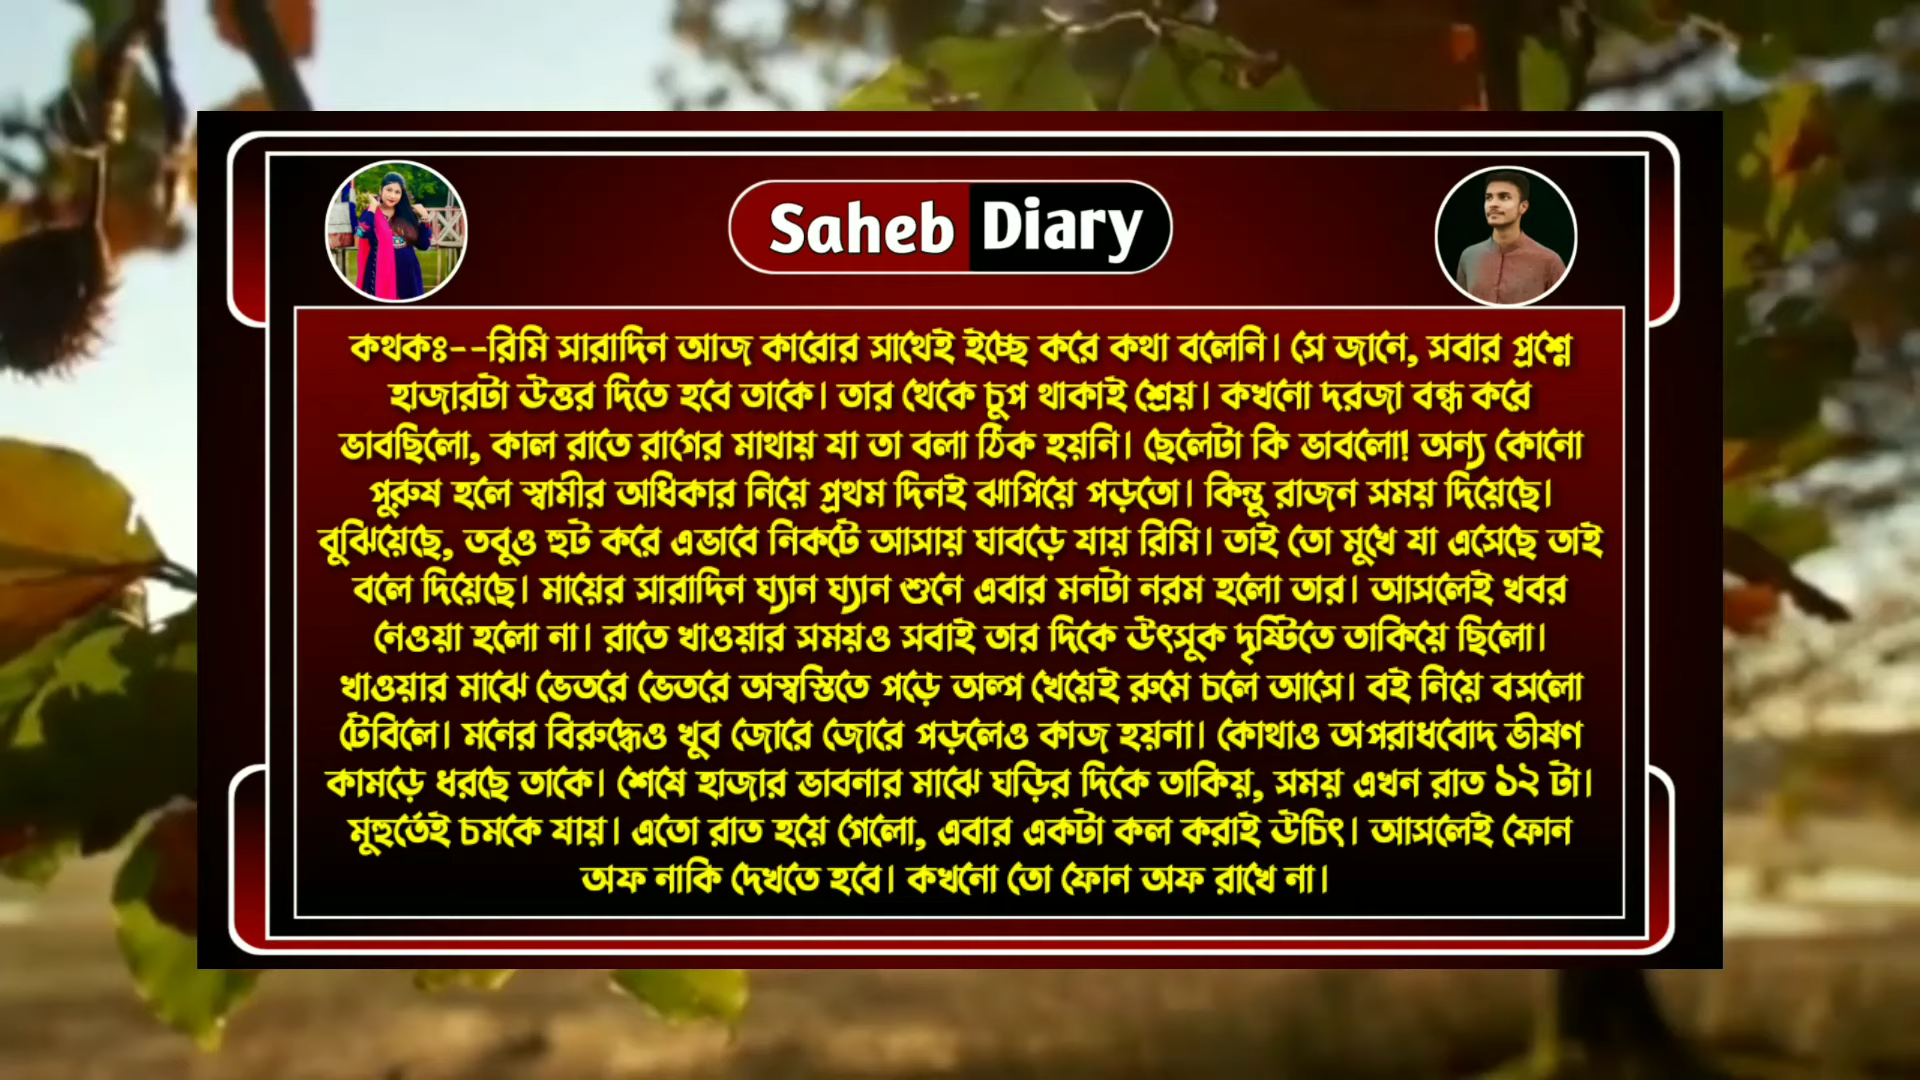 Saheb Diary
কথকঃ--রিমি সারাদিন আজ কারোর সাথেই ইচ্ছে করে কথা বলেনি। সে জানে, সবার প্রশ্নে
হাজারটা উত্তর দিতে হবে তাকে। তার থেকে চুপ থাকাই শ্রেয়। কখনো দরজা বন্ধ করে
ভাবছিলো, কাল রাতে রাগের মাথায় যা তা বলা ঠিক হয়নি। ছেলেটা কি ভাবলো! অন্য কোনো
পুরুষ হলে স্বামীর অধিকার নিয়ে প্রথম দিনই ঝাপিয়ে পড়তো। কিন্তু রাজন সময় দিয়েছে।
বুঝিয়েছে, তবুও হুট করে এভাবে নিকটে আসায় ঘাবড়ে যায় রিমি। তাই তো মুখে যা এসেছে তাই
বলে দিয়েছে। মায়ের সারাদিন ঘ্যান ঘ্যান শুনে এবার মনটা নরম হলো তার। আসলেই খবর
নেওয়া হলো না। রাতে খাওয়ার সময়ও সবাই তার দিকে উৎসুক দৃষ্টিতে তাকিয়ে ছিলো।
খাওয়ার মাঝে ভেতরে ভেতরে অস্বস্তিতে পড়ে অল্প খেয়েই রুমে চলে আসে। বই নিয়ে বসলো
টেবিলে। মনের বিরুদ্ধেও খুব জোরে জোরে পড়লেও কাজ হয়না। কোথাও অপরাধবোদ ভীষণ
কামড়ে ধরছে তাকে। শেষে হাজার ভাবনার মাঝে ঘড়ির দিকে তাকিয়, সময় এখন রাত ১২ টা।
মুহুর্তেই চমকে যায়। এতো রাত হয়ে গেলো, এবার একটা কল করাই উচিৎ। আসলেই ফোন
অফ নাকি দেখতে হবে। কখনো তো ফোন অফ রাখে না।